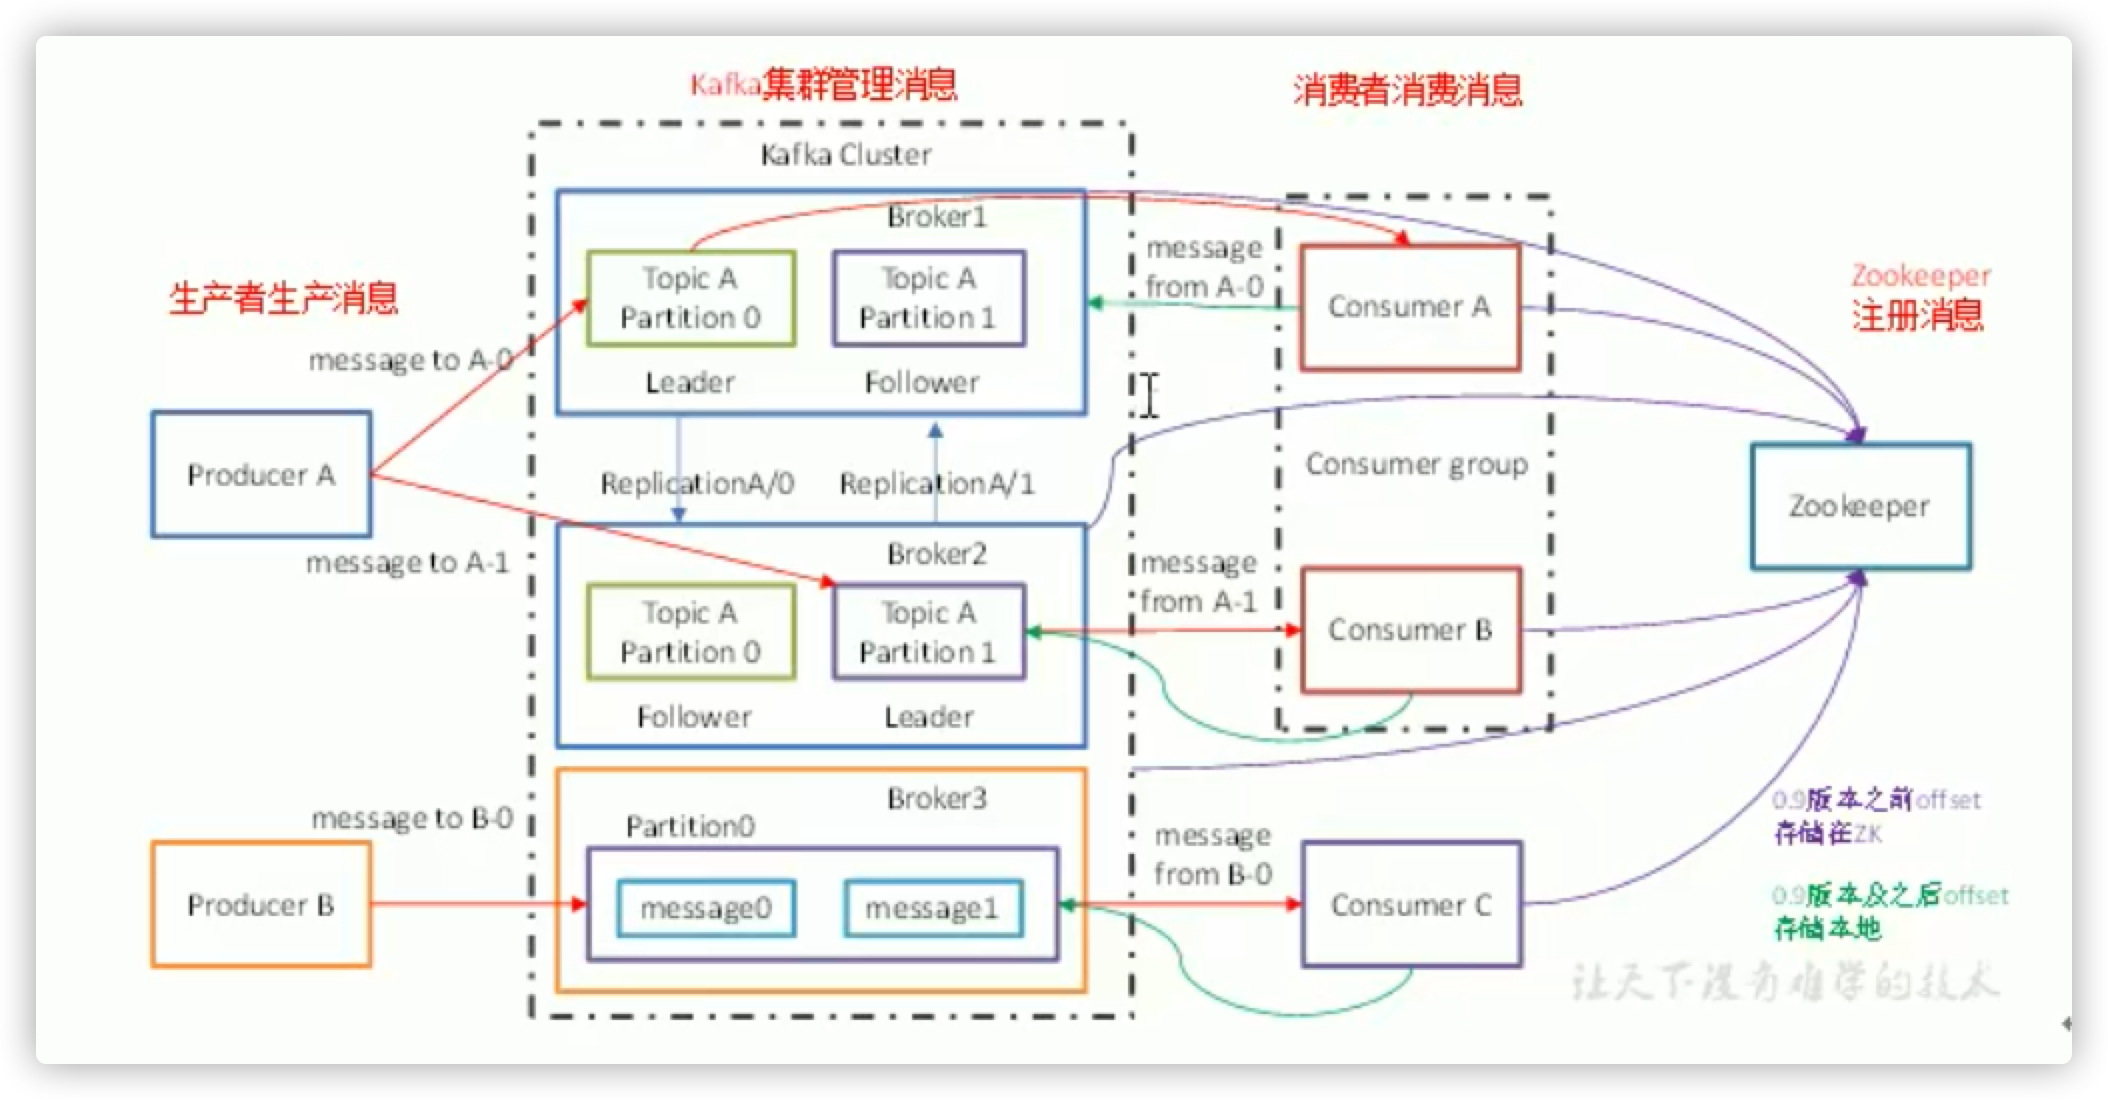 Kafka集群管理消息
消费者消费消息
Kafka Cluster
Broker1
Topic A
Partition 0
Topic A
Partition 1
Leader
Follower
message
from A-0
Consumer A
Zookeeper
注册消息
生产者生产消息
message to A-0
Producer A
message to A-1
ReplicationA/0
ReplicationA/1
Consumer group
Zookeeper
Broker2
Topic A
Partition 0
Topic A
Partition 1
Follower
Leader
message
from A-1
Consumer B
message to B-0
Producer B
Broker3
Partition0
message0
message1
message
from B-0
Consumer C
0.9版本之前offset
存储在ZK
0.9版本及之后offset
存储本地
让天下没有难学的技术